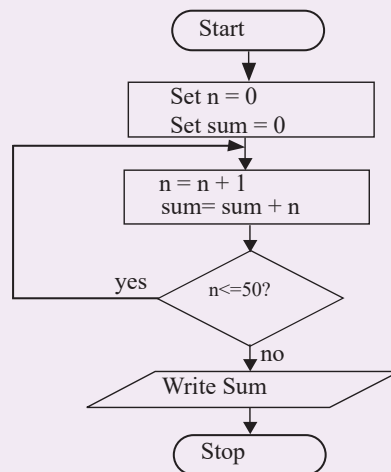 Start
Set n = 0
Set sum = 0
n = n + 1
sum= sum + n
n<=50?
yes
no
Write Sum
Stop